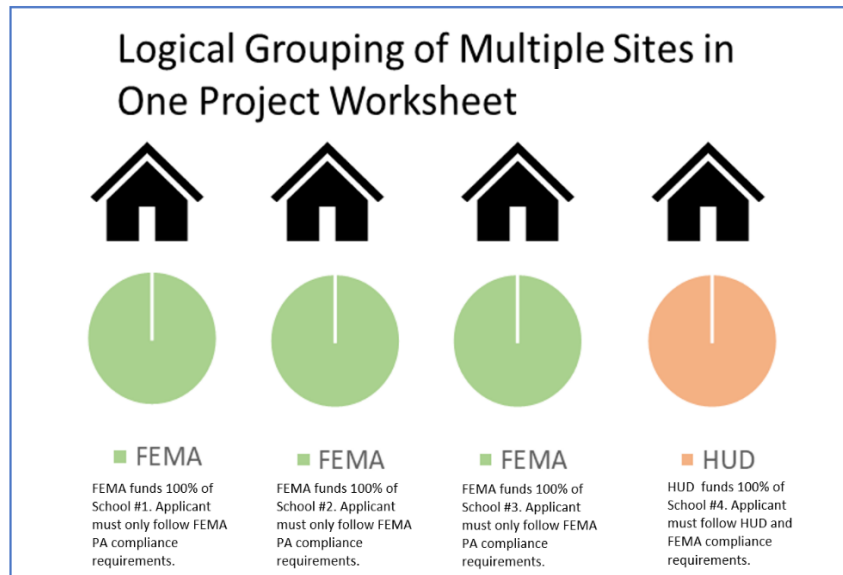 Logical Grouping of Multiple Sites in
One Project Worksheet
FEMA
FEMA funds 100% of
School #1. Applicant
must only follow FEMA
PA compliance
requirements.
FEMA
FEMA funds 100% of
School #2. Applicant
must only follow FEMA
PA compliance
requirements.
FEMA
FEMA funds 100% of
School #3. Applicant
must only follow FEMA
PA compliance
requirements.
HUD
HUD funds 100% of
School #4. Applicant
must follow HUD and
FEMA compliance
requirements.